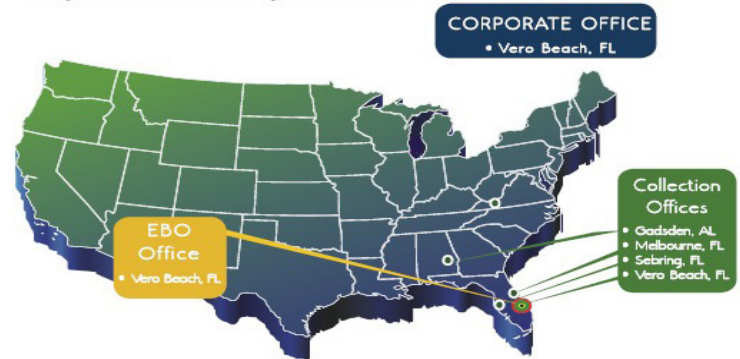 CORPORATE OFFICE
• Vero Beach, FL
Collection
Offices
• Gadsden, AL
• Melbourne, FL
• Sebring, FL
• Vero Beach, FL
EBO
Office
• Vero Beach, FL